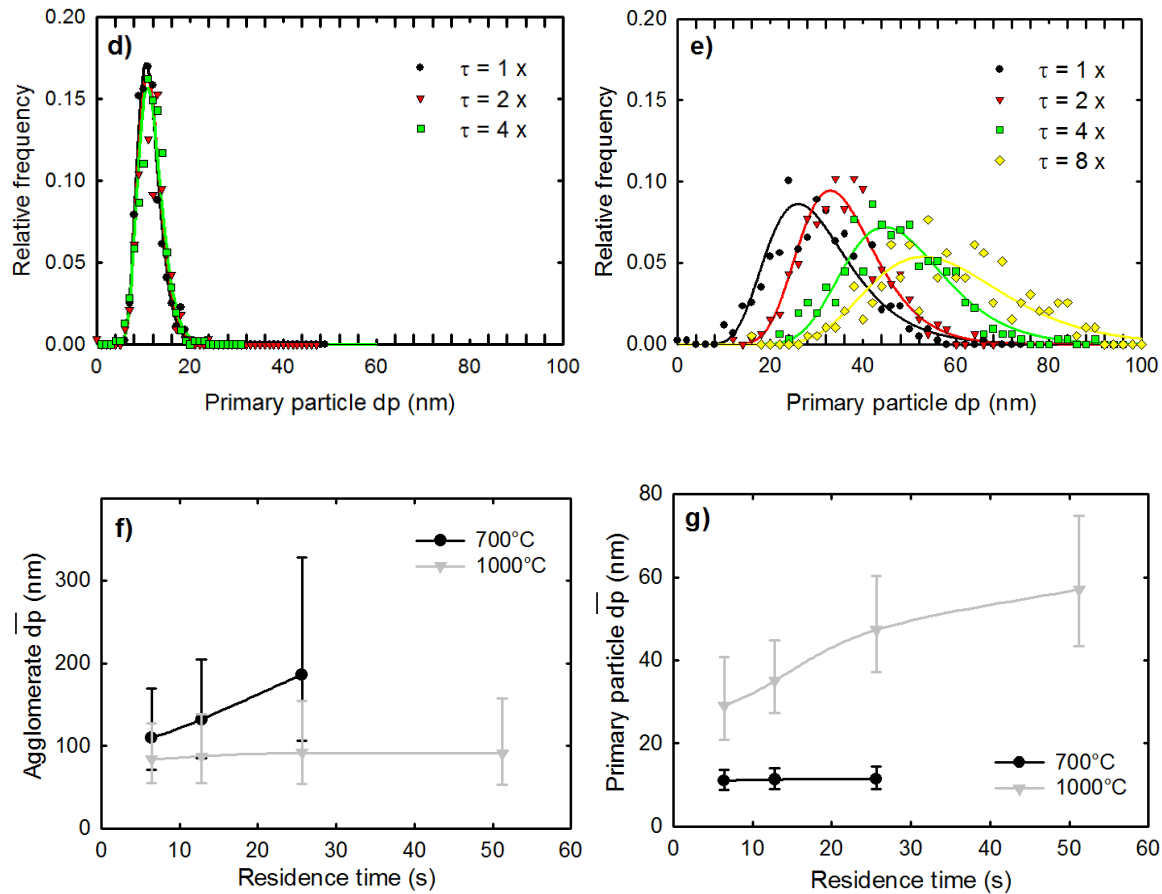 d)
0.20
0.15
0.10
0.05
0.00
Relative frequency
τ = 1 x
τ = 2 x
τ = 4 x
0 20 40 60 80 100
Primary particle dp (nm)
e)
0.20
0.15
0.10
0.05
0.00
Relative frequency
τ = 1 x
τ = 2 x
τ = 4 x
τ = 8 x
0 20 40 60 80 100
Primary particle dp (nm)
f)
300
200
100
0
Agglomerate d̅p̅ (nm)
700°C
1000°C
0 10 20 30 40 50 60
Residence time (s)
g)
80
60
40
20
0
Primary particle d̅p̅ (nm)
700°C
1000°C
0 10 20 30 40 50 60
Residence time (s)